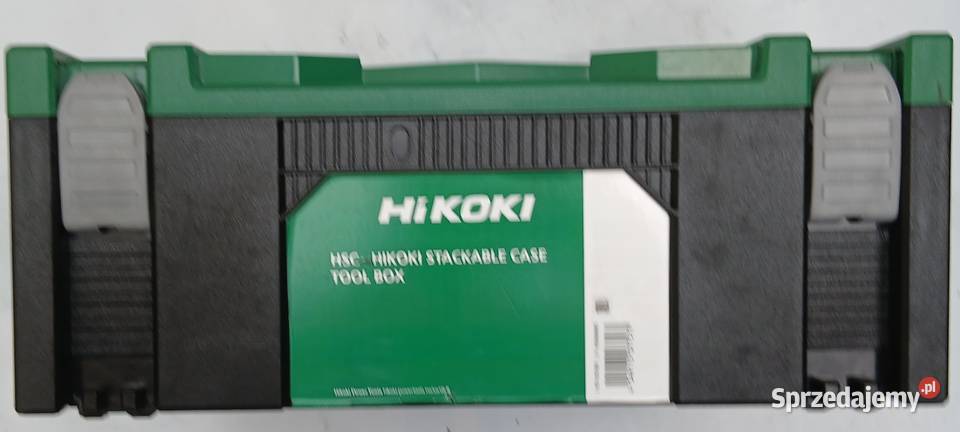 HiKOKI
HSC - HIKOKI STACKABLE CASE
TOOL BOX
Sprzedajemy.pl